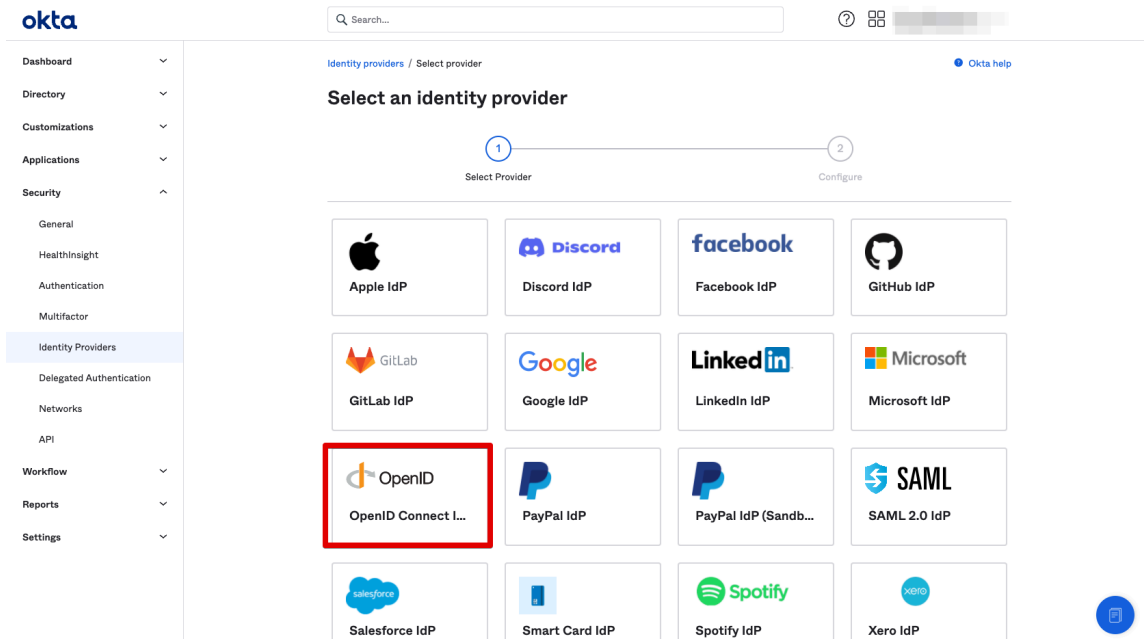 okta
Search...
Dashboard
Directory
Customizations
Applications
Security
General
HealthInsight
Authentication
Multifactor
Identity Providers
Delegated Authentication
Networks
API
Workflow
Reports
Settings
Identity providers / Select provider
Okta help
Select an identity provider
1
2
Select Provider
Configure
Apple IdP
Discord
Discord IdP
facebook
Facebook IdP
GitHub IdP
GitLab
GitLab IdP
Google
Google IdP
LinkedIn
LinkedIn IdP
Microsoft
Microsoft IdP
OpenID
OpenID Connect I...
PayPal IdP
PayPal IdP (Sandb...
SAML
SAML 2.0 IdP
salesforce
Salesforce IdP
Smart Card IdP
Spotify
Spotify IdP
xero
Xero IdP